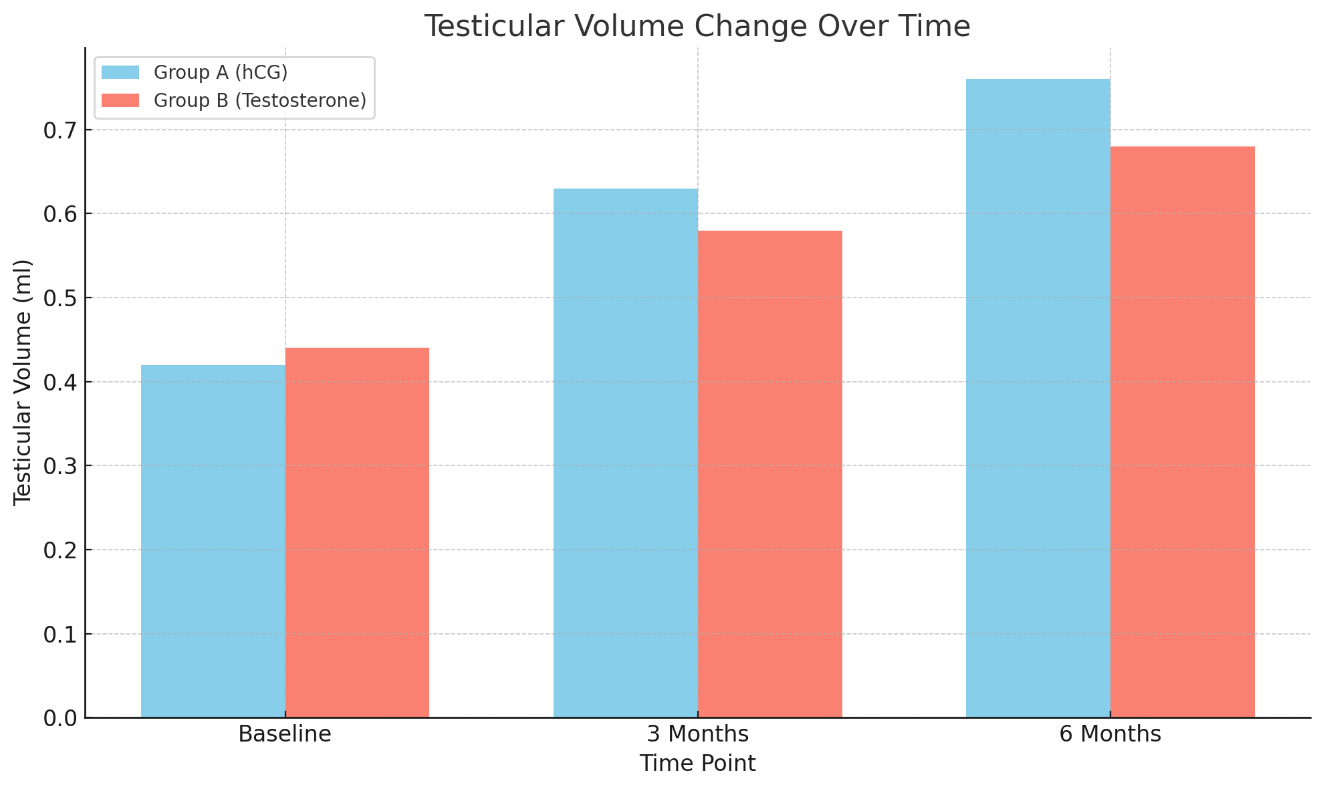 Testicular Volume Change Over Time
Group A (hCG)
Group B (Testosterone)
Testicular Volume (ml)
0.7
0.6
0.5
0.4
0.3
0.2
0.1
0.0
Baseline
3 Months
6 Months
Time Point